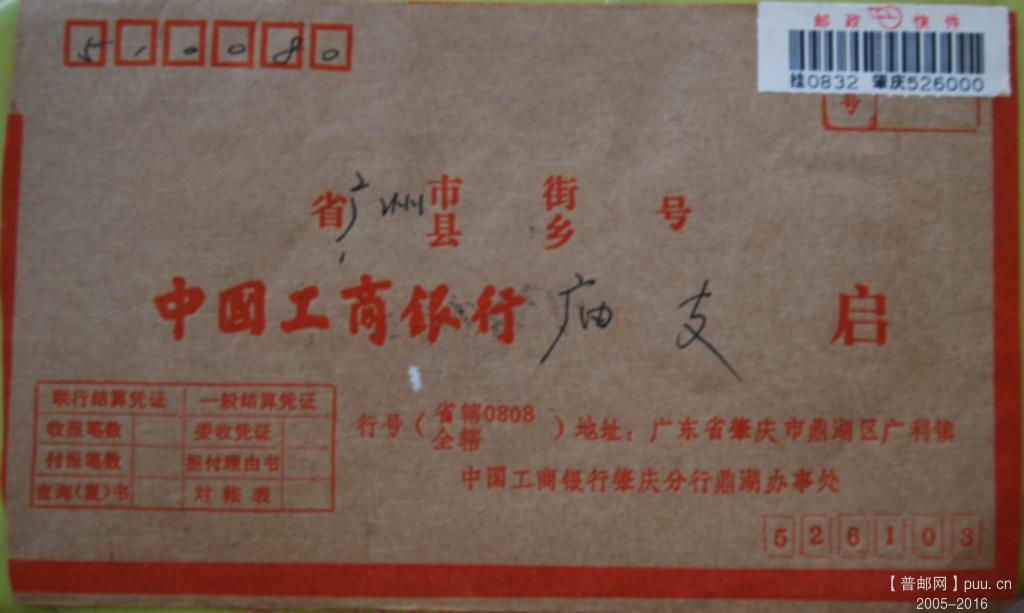 510080
邮政 快件
挂0832 肇庆526000
号
省广州市县 街乡 号
中国工商银行庙支 启
联行结算凭证 一般结算凭证
收报笔数 委收凭证
付报笔数 担付理由书
查询(复)书 对帐表
行号(省辖0808 全辖 )地址:广东省肇庆市鼎湖区广利镇
中国工商银行肇庆分行鼎湖办事处
526103
【普邮网】puu.cn
2005-2016